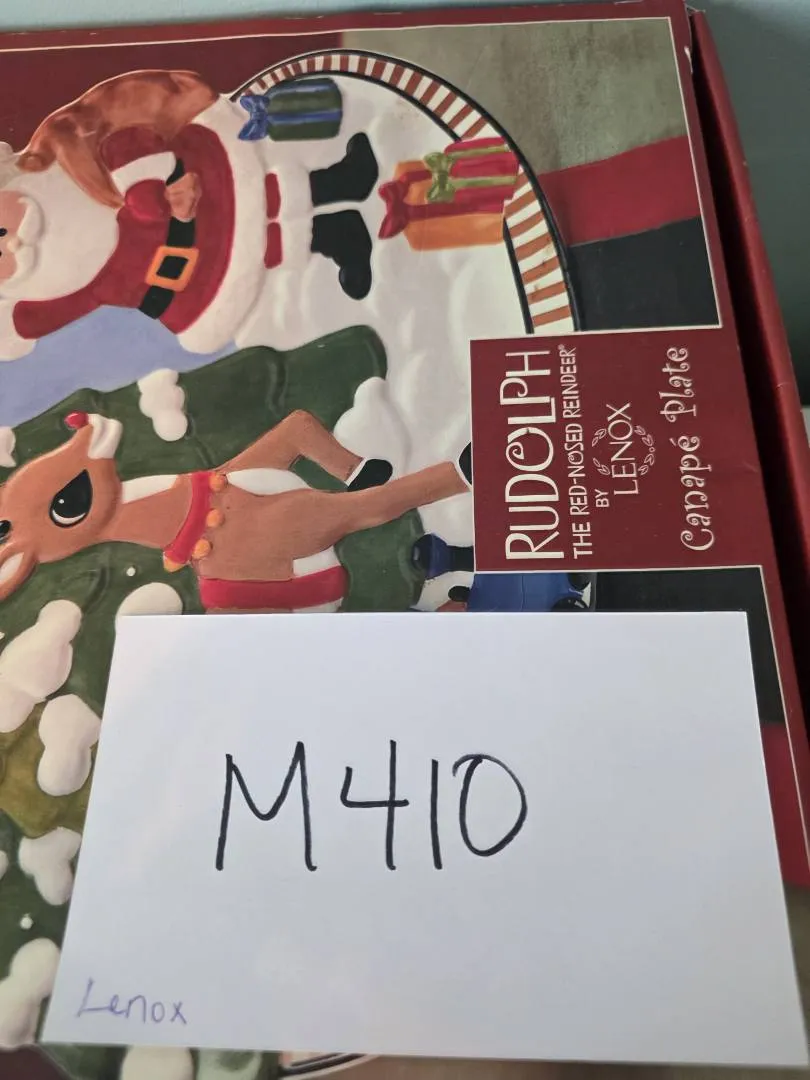 RUDOLPH
THE RED-NOSED REINDEER®
BY
LENOX
Canapé Plate
M410
Lenox